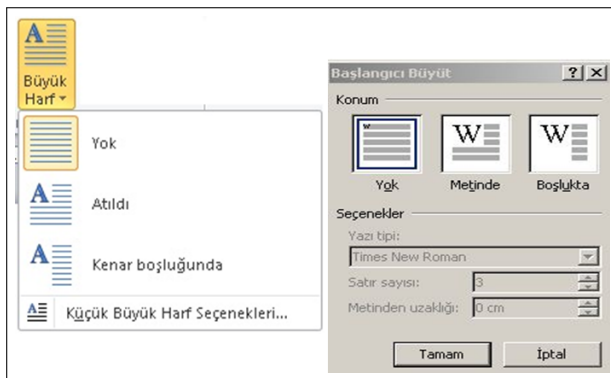 Büyük
Harf
Yok
Atıldı
Kenar boşluğunda
Küçük Büyük Harf Seçenekleri...
Başlangıcı Büyüt
Konum
W W W
Yok Metinde Boşlukta
Seçenekler
Yazı tipi:
Times New Roman
Satır sayısı: 3
Metinden uzaklığı: 0 cm
Tamam İptal